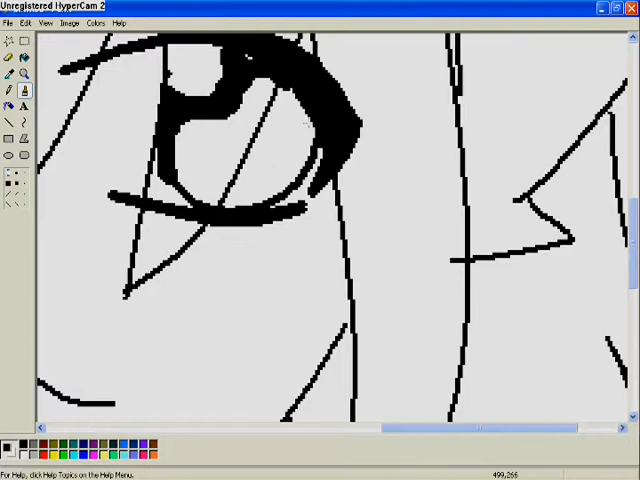 Unregistered HyperCam 2
File Edit View Image Colors Help
A
For Help, click Help Topics on the Help Menu.
499,266